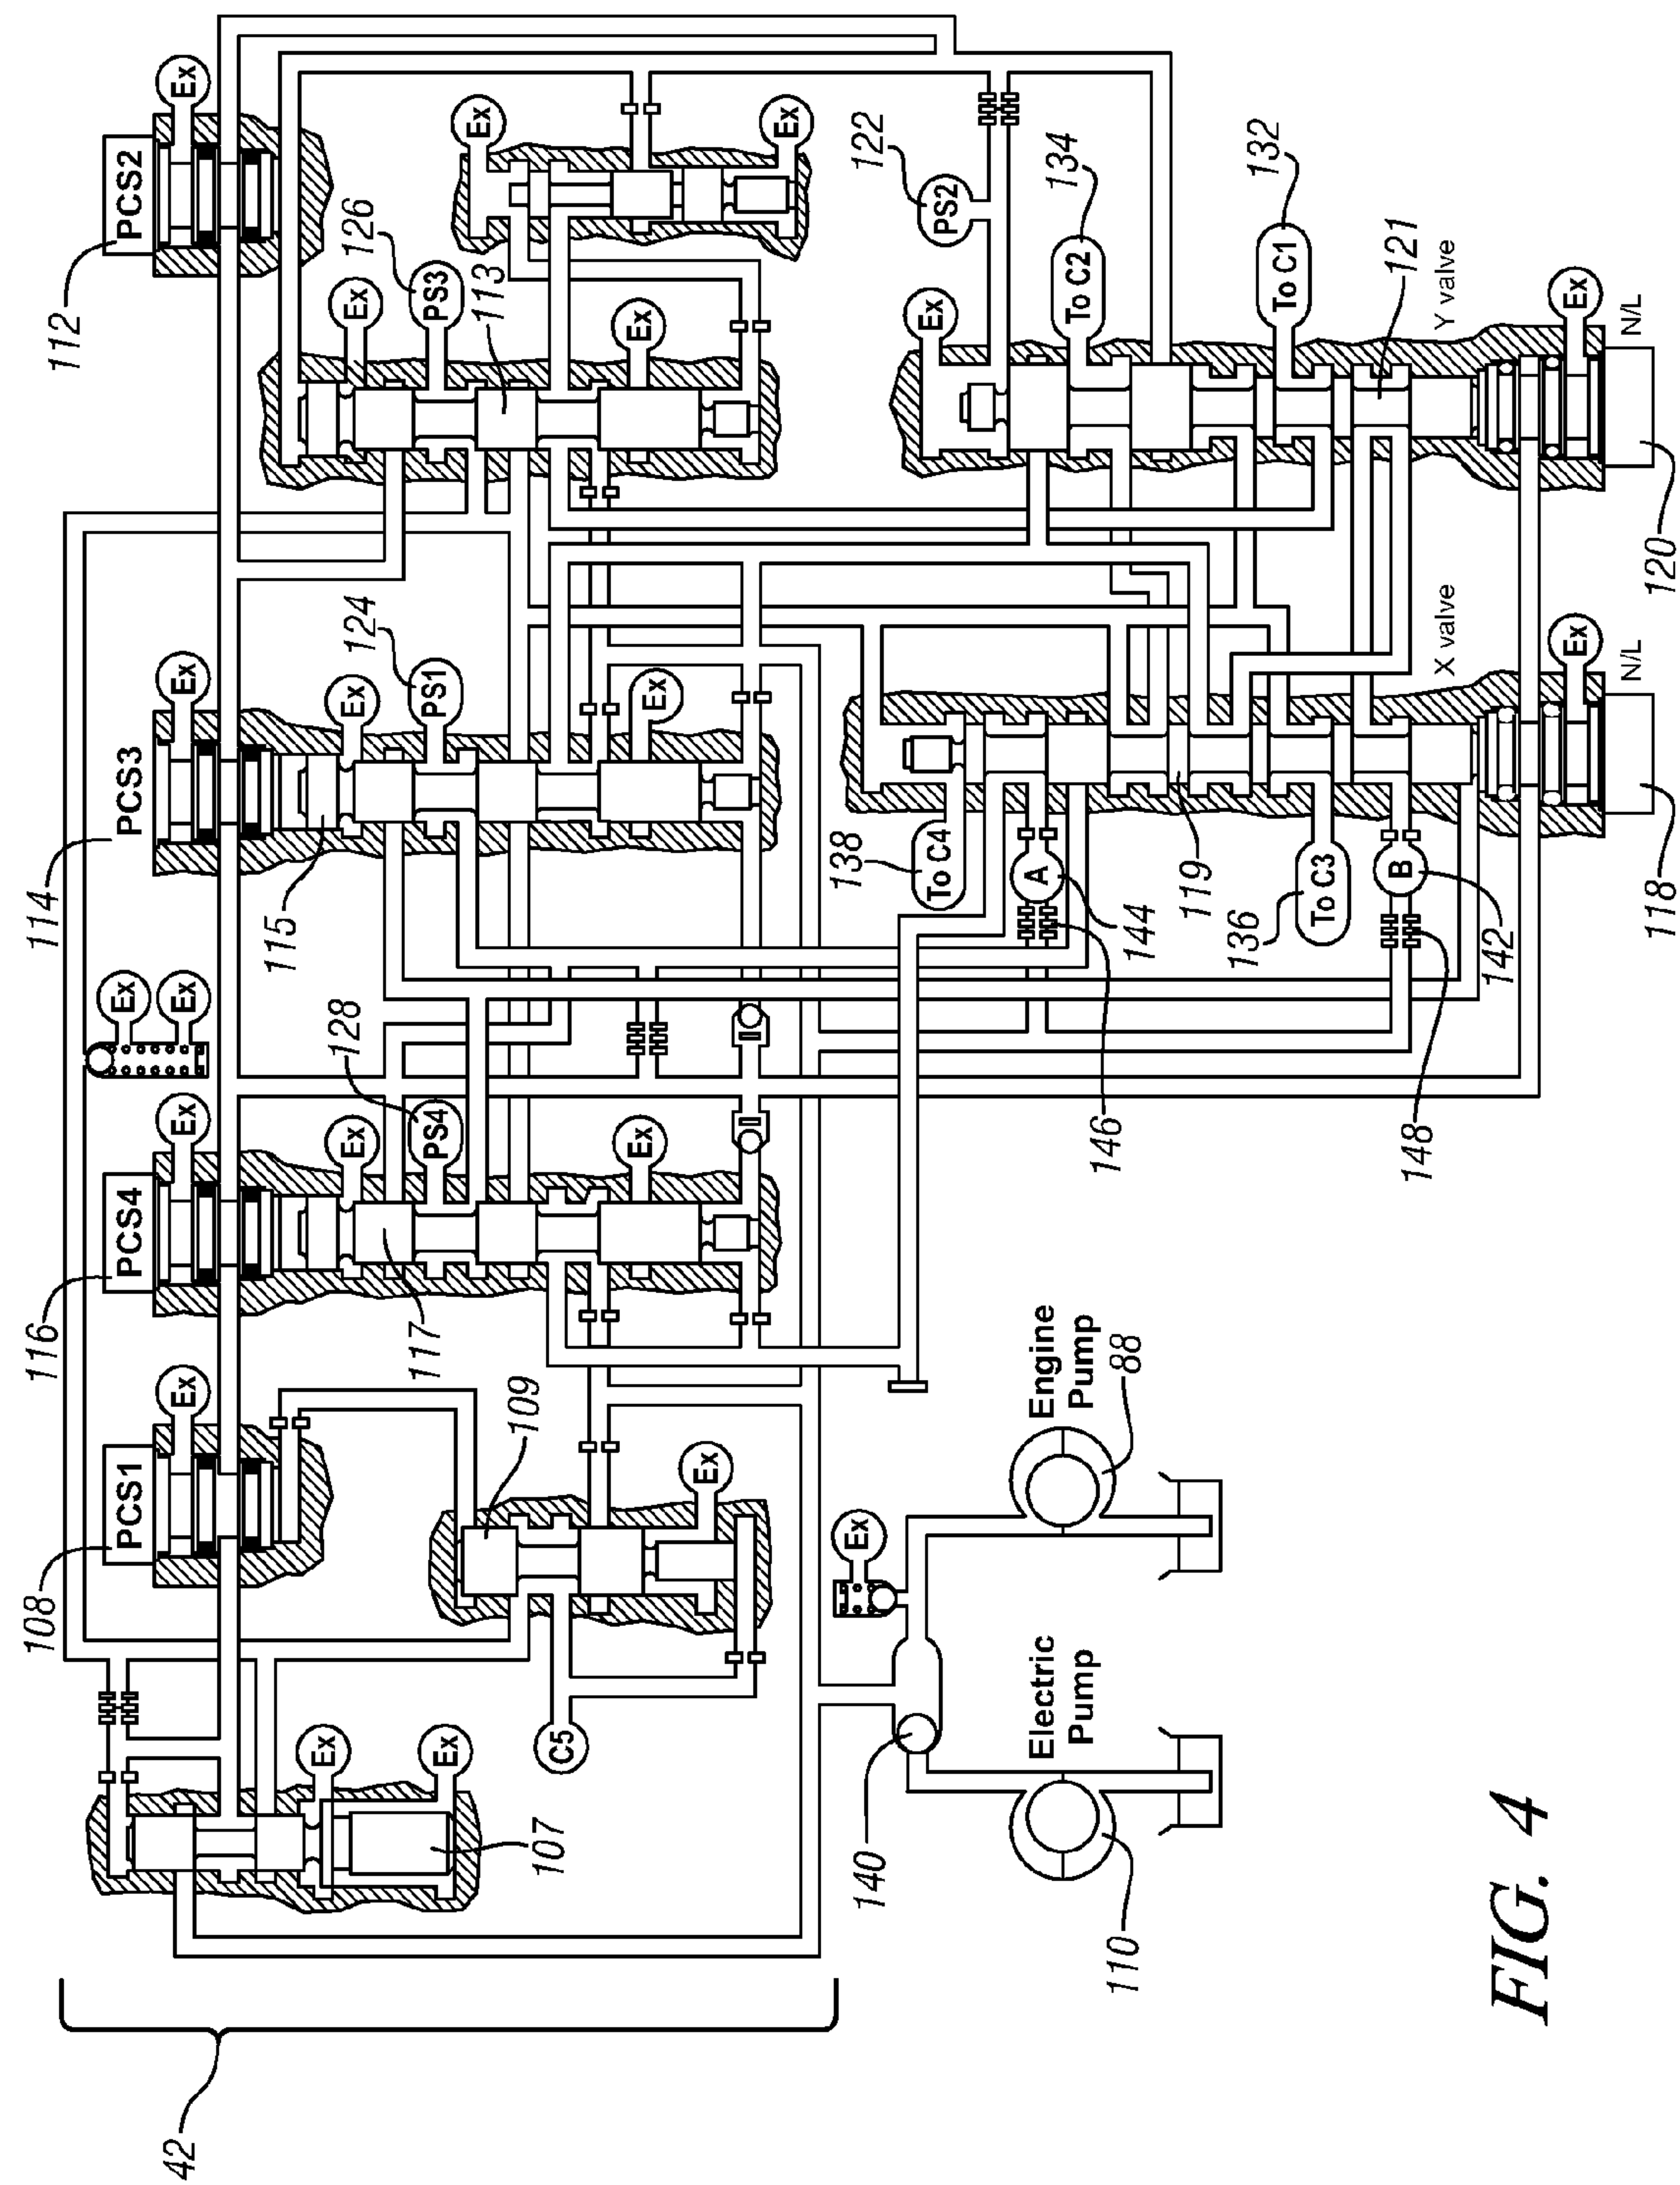 42
108
PCS1
Ex
116
PCS4
Ex
Ex
Ex
114
PCS3
Ex
112
PCS2
Ex
107
Ex
Ex
C5
109
Ex
117
Ex
128
PS4
Ex
115
124
Ex
PS1
Ex
126
Ex
PS3
113
Ex
Ex
Ex
140
Ex
110
Electric
Pump
Engine
Pump
88
138
To C4
A
144
146
119
136
To C3
B
142
148
X valve
Ex
N/L
118
122
PS2
Ex
134
To C2
132
To C1
121
Y valve
Ex
N/L
120
FIG. 4